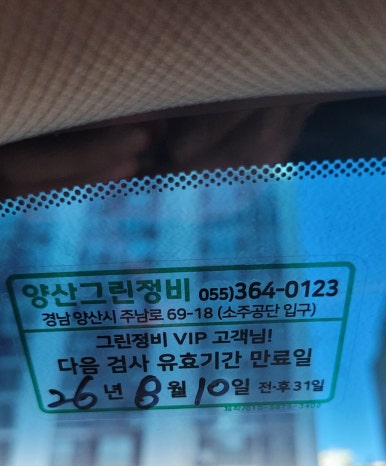 양산그린정비 055)364-0123
경남 양산시 주남로 69-18 (소주공단 입구)
그린정비 VIP 고객님!
다음 검사 유효기간 만료일
26년 8월 10일 전·후31일